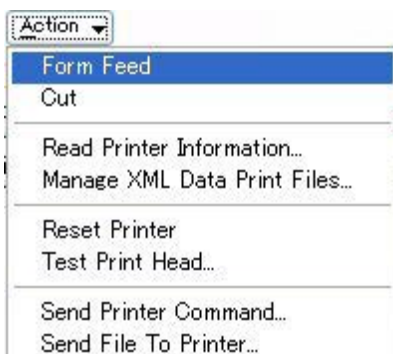 Action
Form Feed
Cut
Read Printer Information...
Manage XML Data Print Files...
Reset Printer
Test Print Head...
Send Printer Command...
Send File To Printer...